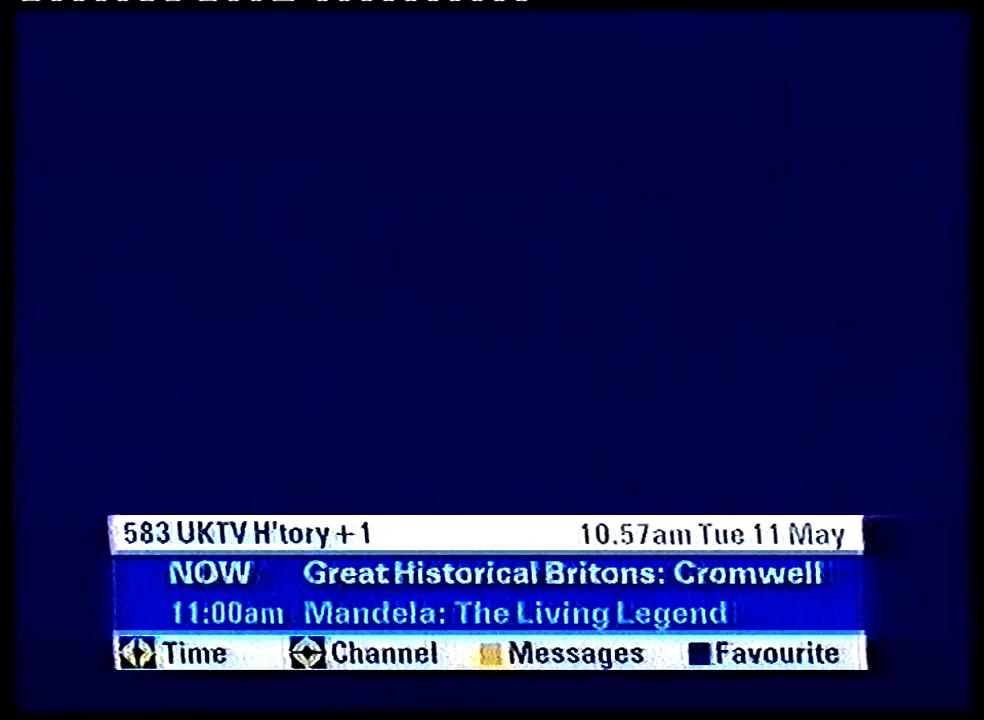 583 UKTV H'tory + 1 10.57am Tue 11 May
NOW Great Historical Britons: Cromwell
11:00am Mandela: The Living Legend
Time Channel Messages Favourite